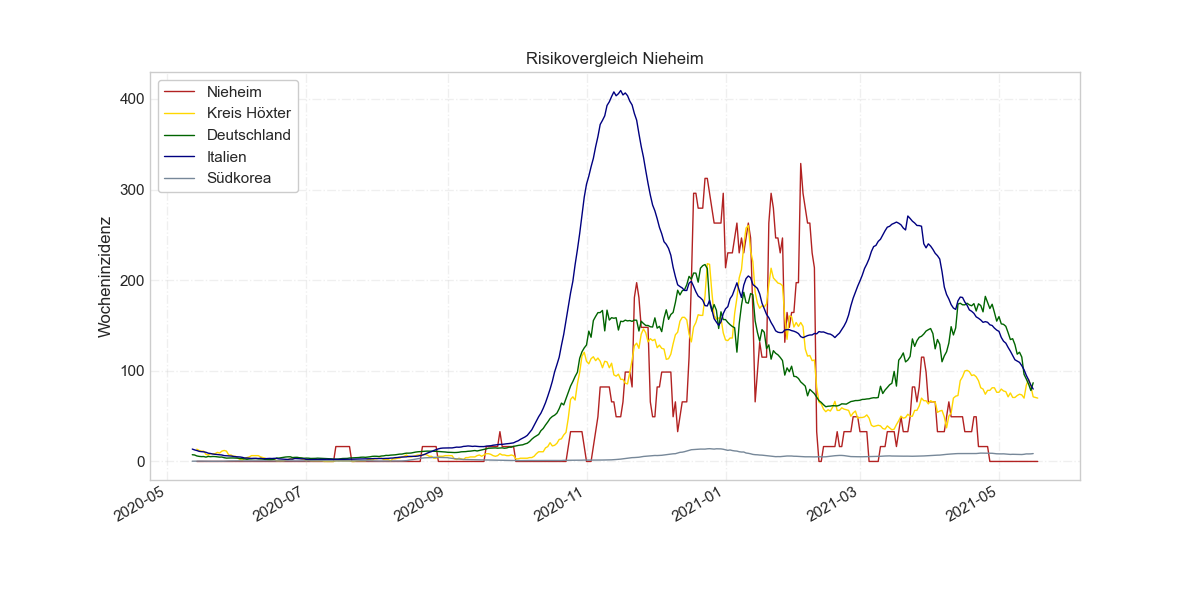 Risikovergleich Nieheim
Nieheim
Kreis Höxter
Deutschland
Italien
Südkorea
Wocheninzidenz
400
300
200
100
0
2020-05
2020-07
2020-09
2020-11
2021-01
2021-03
2021-05